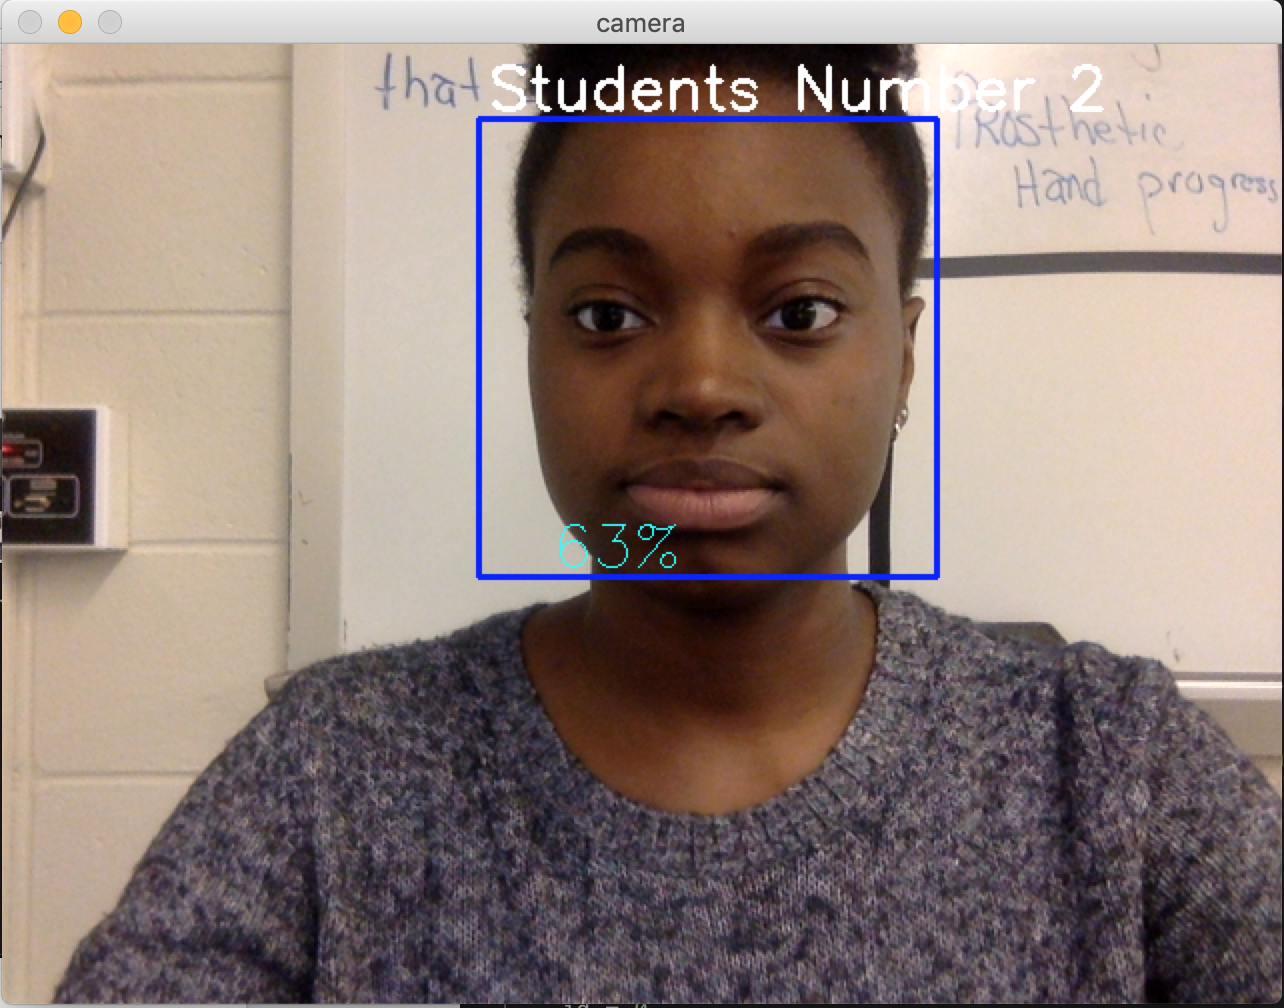 camera
that
Students Number 2
Prosthetic
Hand progress
63%